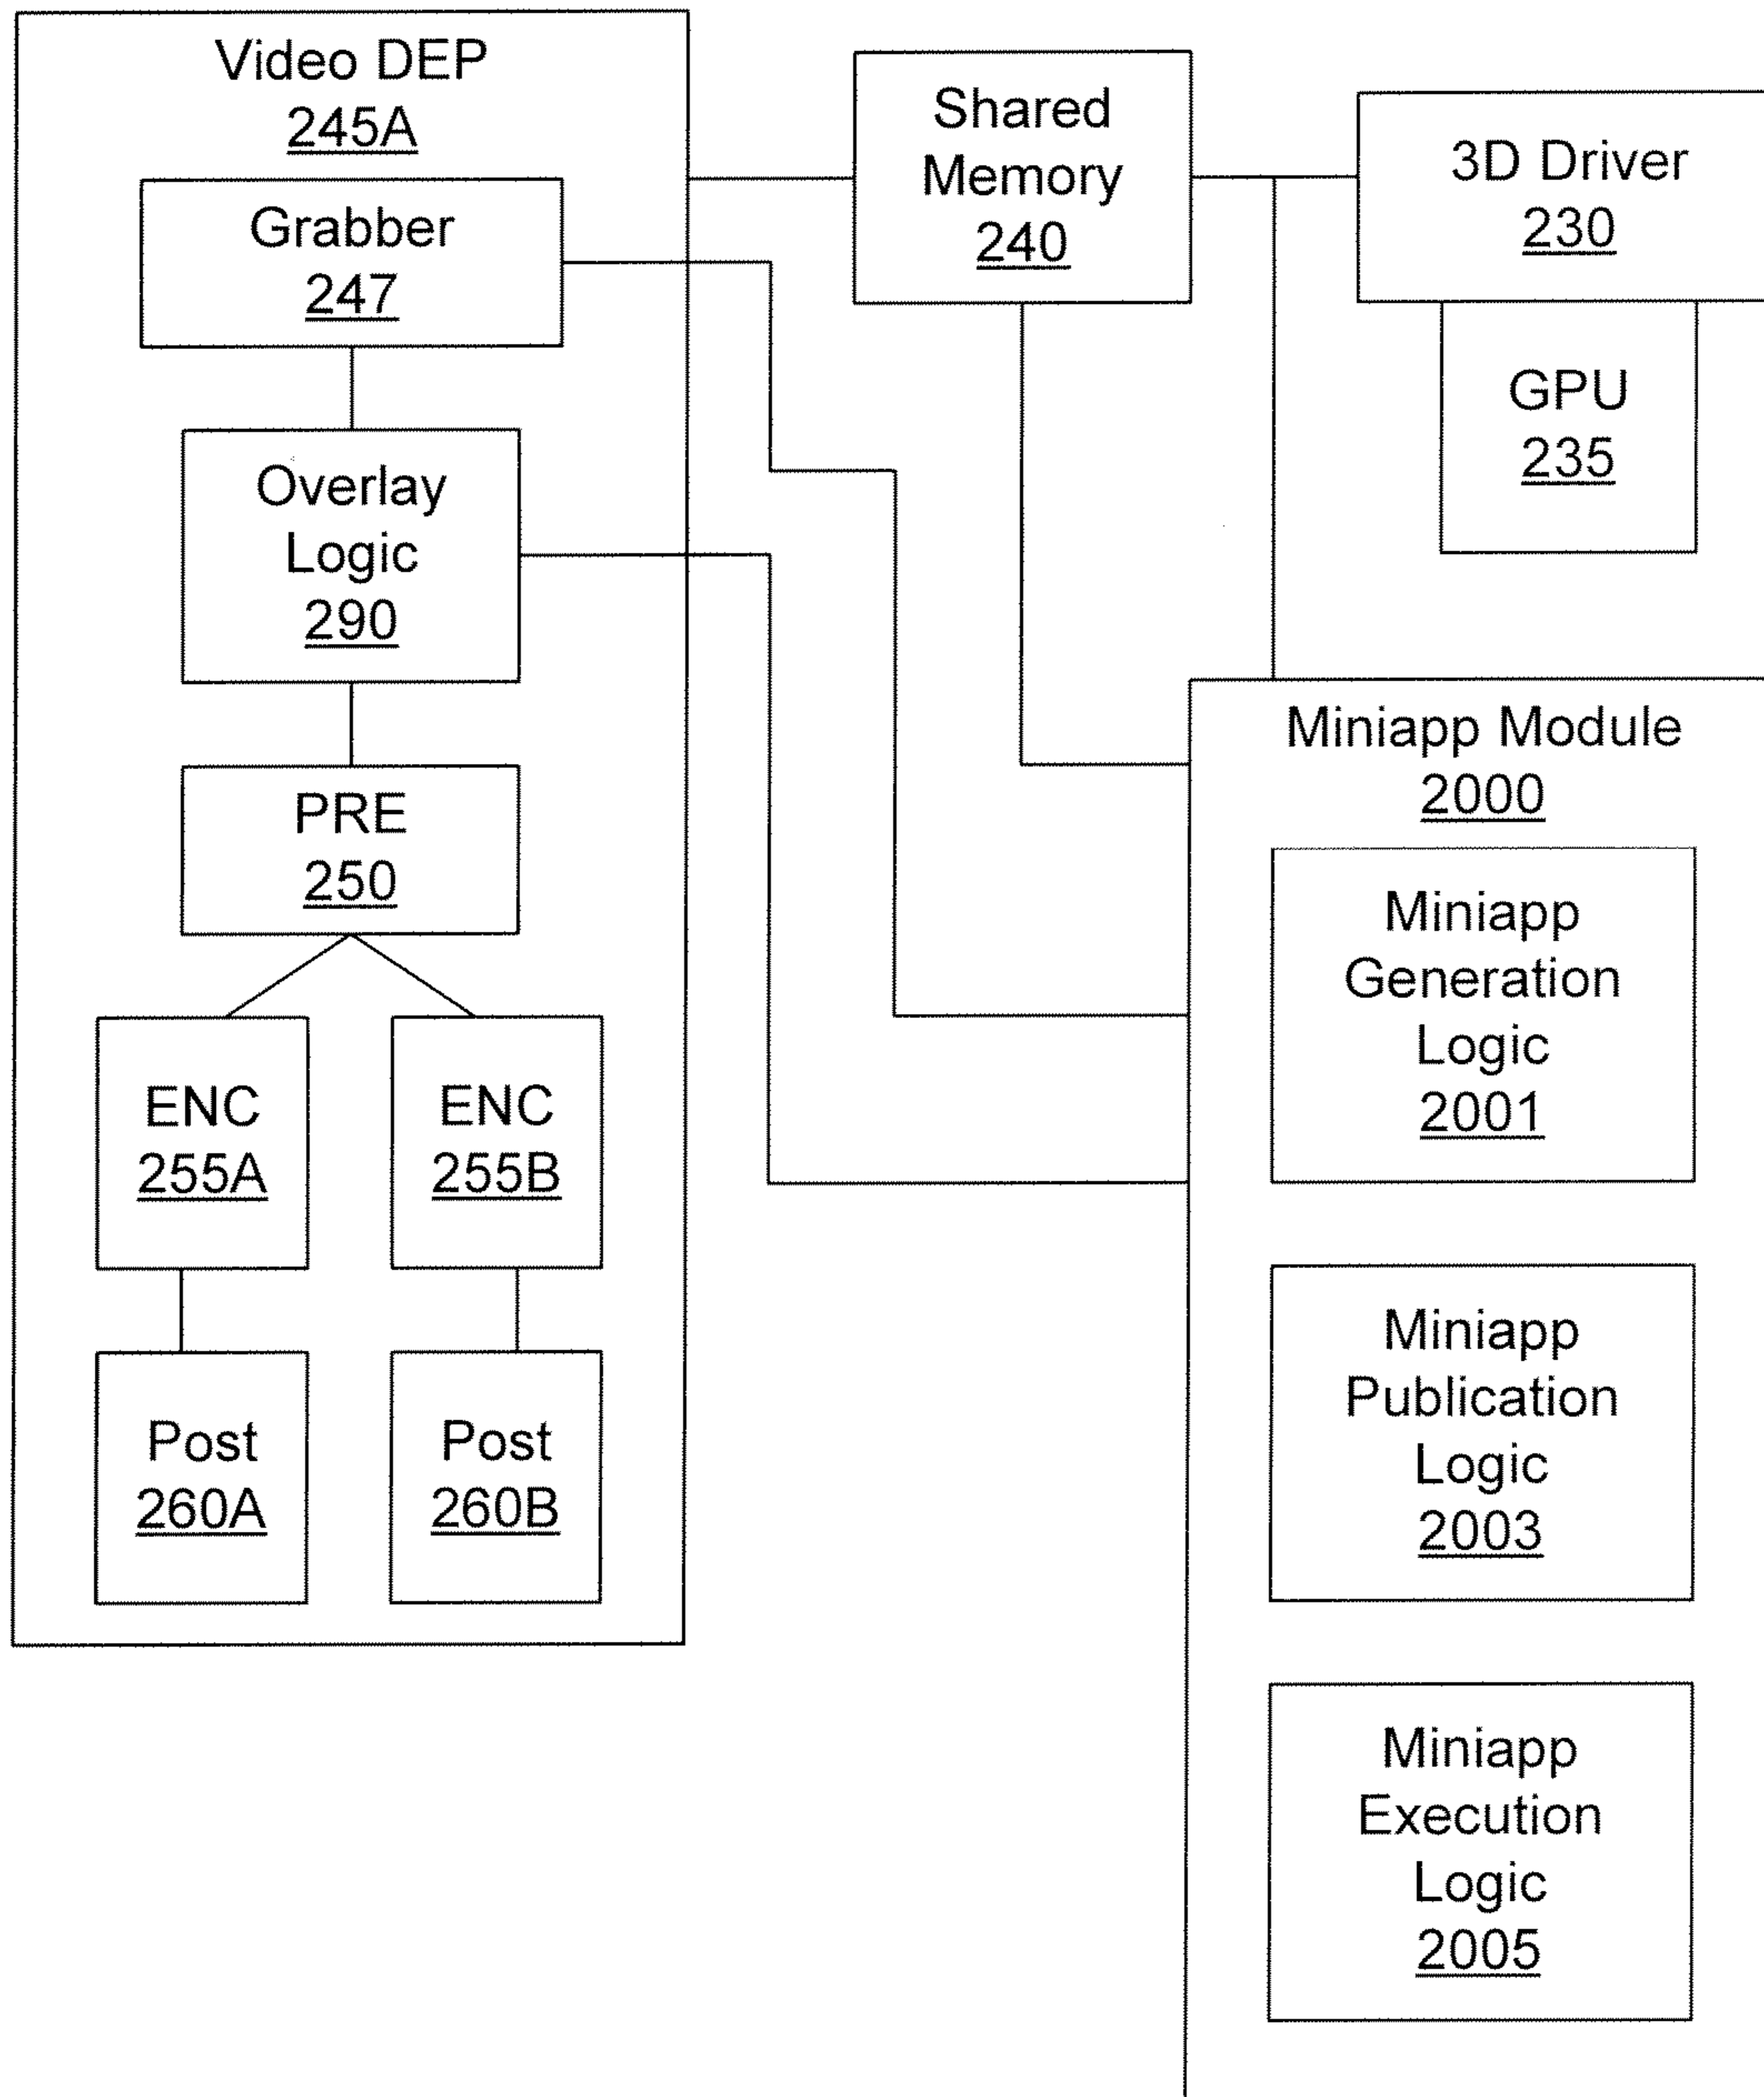 Video DEP
245A
Grabber
247
Overlay
Logic
290
PRE
250
ENC
255A
ENC
255B
Post
260A
Post
260B
Shared
Memory
240
3D Driver
230
GPU
235
Miniapp Module
2000
Miniapp
Generation
Logic
2001
Miniapp
Publication
Logic
2003
Miniapp
Execution
Logic
2005